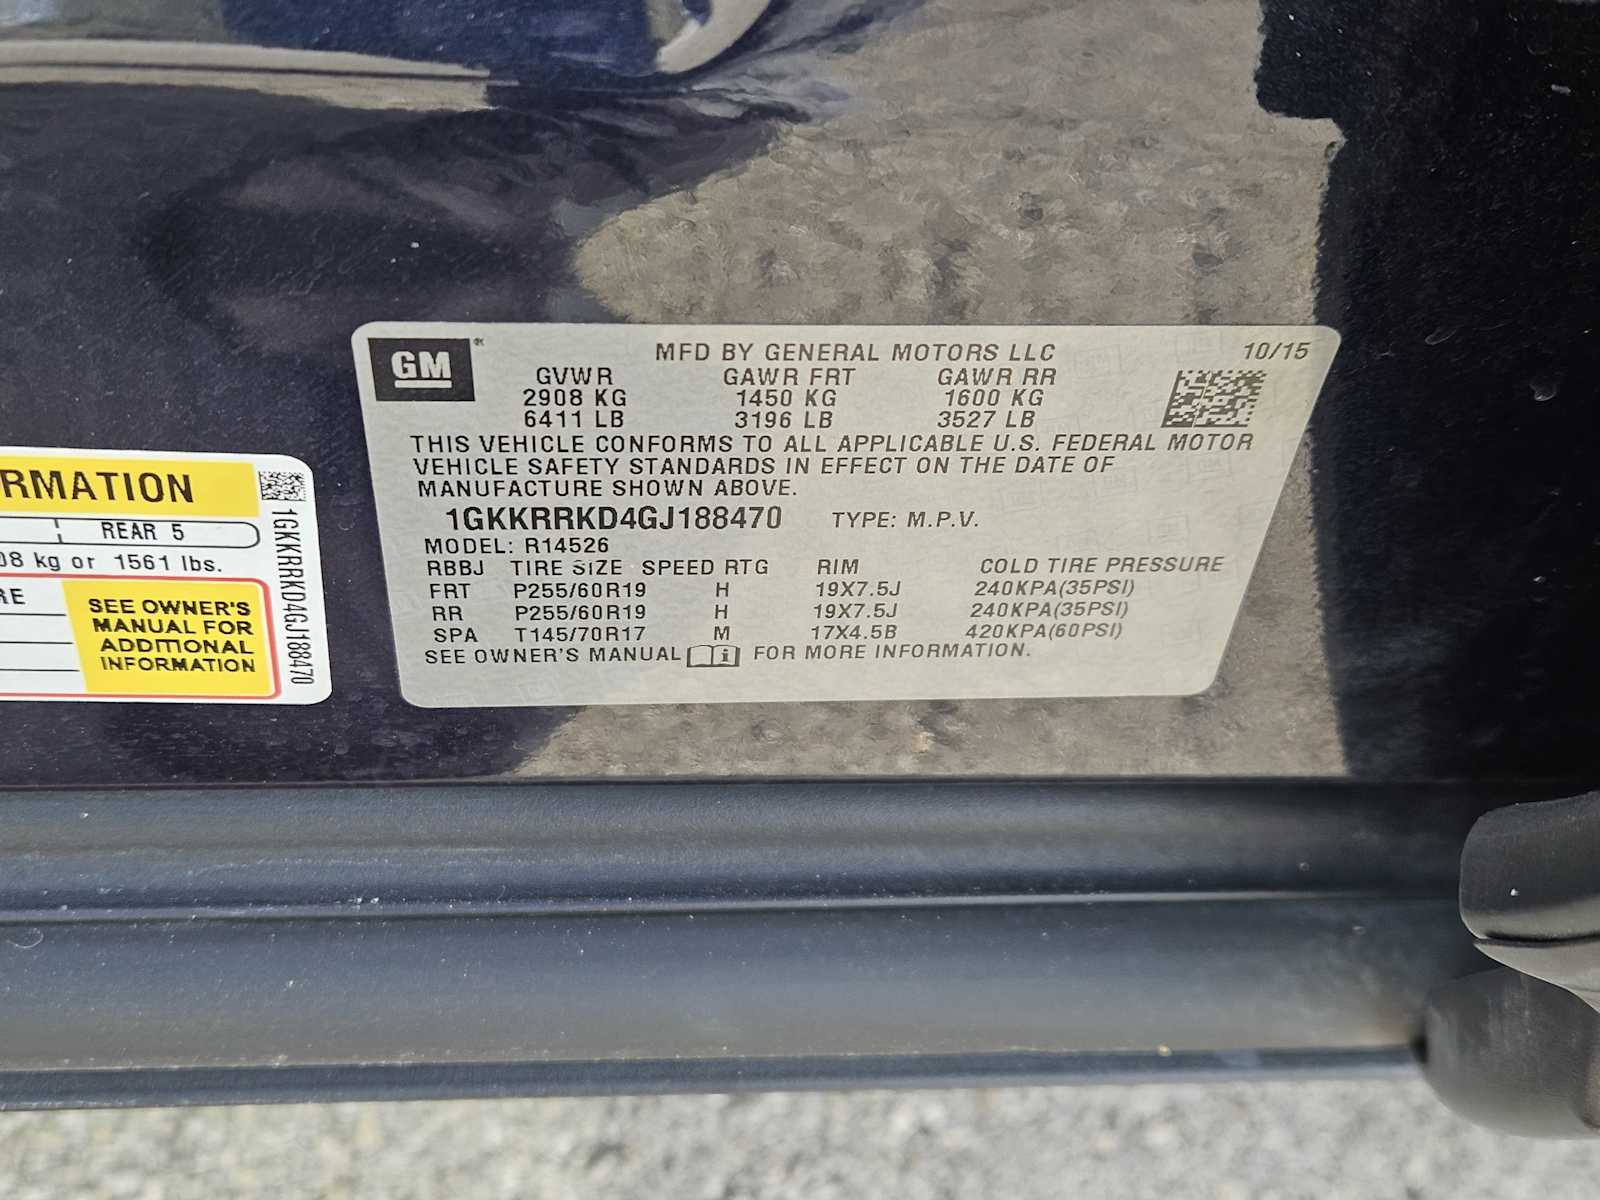 GM
MFD BY GENERAL MOTORS LLC 10/15
GVWR GAWR FRT GAWR RR
2908 KG 1450 KG 1600 KG
6411 LB 3196 LB 3527 LB
THIS VEHICLE CONFORMS TO ALL APPLICABLE U.S. FEDERAL MOTOR
VEHICLE SAFETY STANDARDS IN EFFECT ON THE DATE OF
MANUFACTURE SHOWN ABOVE.
1GKKRRKD4GJ188470 TYPE: M.P.V.
MODEL: R14526
RBBJ TIRE SIZE SPEED RTG RIM COLD TIRE PRESSURE
FRT P255/60R19 H 19X7.5J 240KPA(35PSI)
RR P255/60R19 H 19X7.5J 240KPA(35PSI)
SPA T145/70R17 M 17X4.5B 420KPA(60PSI)
SEE OWNER'S MANUAL i FOR MORE INFORMATION.
RMATION
REAR 5
08 kg or 1561 lbs.
RE
SEE OWNER'S
MANUAL FOR
ADDITIONAL
INFORMATION
1GKKRRKD4GJ188470